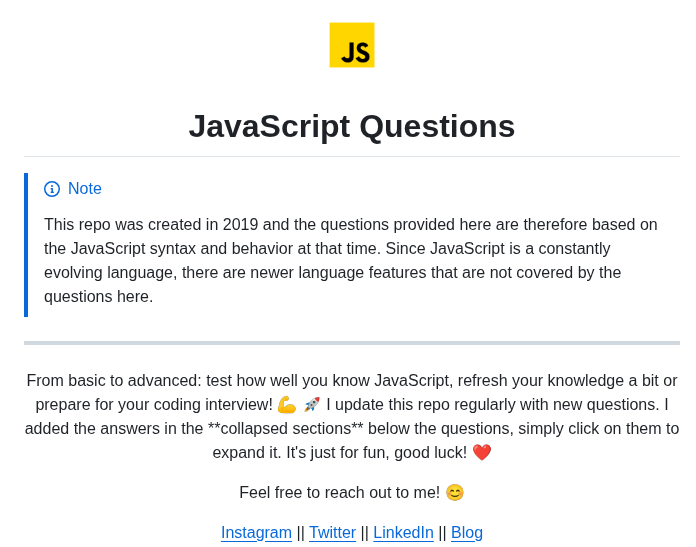 JS
JavaScript Questions
Note
This repo was created in 2019 and the questions provided here are therefore based on
the JavaScript syntax and behavior at that time. Since JavaScript is a constantly
evolving language, there are newer language features that are not covered by the
questions here.
From basic to advanced: test how well you know JavaScript, refresh your knowledge a bit or
prepare for your coding interview! 💪 🚀 I update this repo regularly with new questions. I
added the answers in the **collapsed sections** below the questions, simply click on them to
expand it. It's just for fun, good luck! ❤️
Feel free to reach out to me! 😊
Instagram || Twitter || LinkedIn || Blog